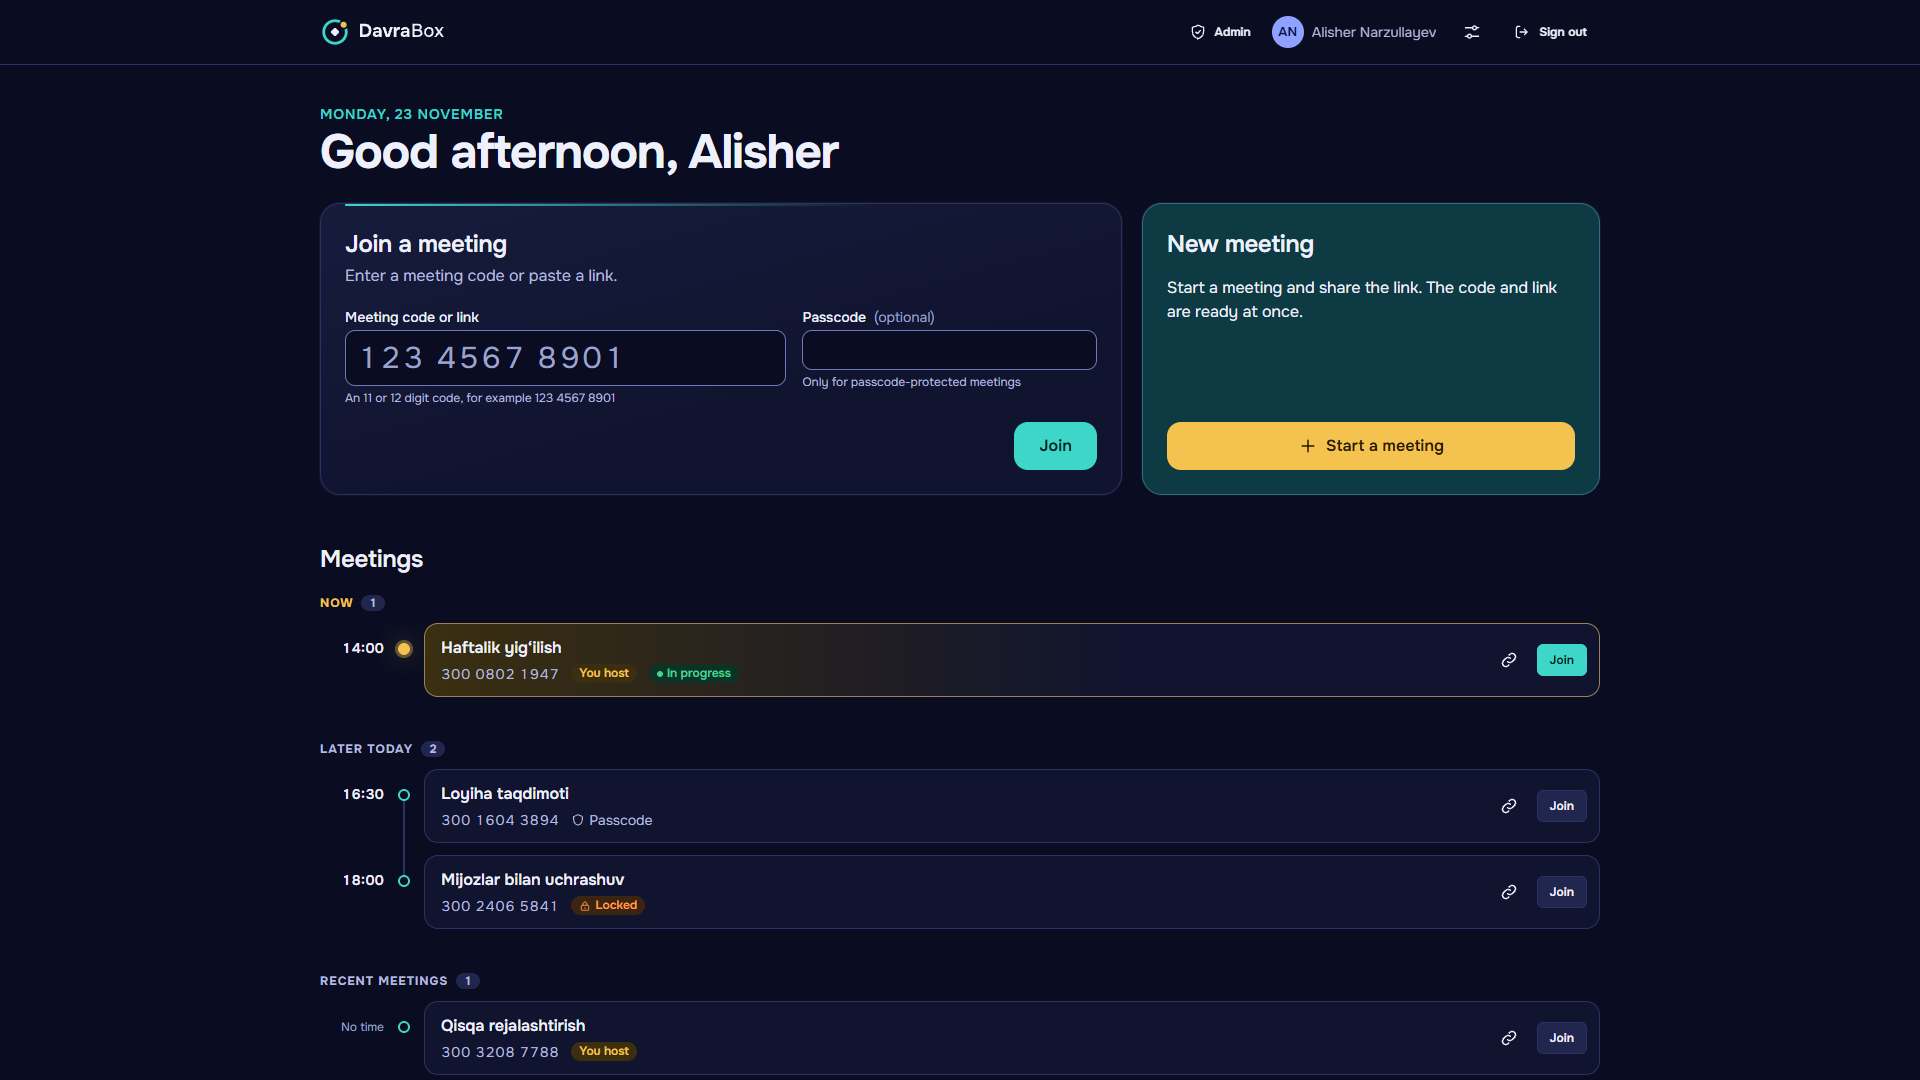 DavraBox
Admin
AN
Alisher Narzullayev
Sign out
MONDAY, 23 NOVEMBER
Good afternoon, Alisher
Join a meeting
Enter a meeting code or paste a link.
Meeting code or link
123 4567 8901
An 11 or 12 digit code, for example 123 4567 8901
Passcode (optional)
Only for passcode-protected meetings
Join
New meeting
Start a meeting and share the link. The code and link
are ready at once.
+ Start a meeting
Meetings
NOW 1
14:00
Haftalik yig‘ilish
300 0802 1947 You host In progress
Join
LATER TODAY 2
16:30
Loyiha taqdimoti
300 1604 3894 Passcode
Join
18:00
Mijozlar bilan uchrashuv
300 2406 5841 Locked
Join
RECENT MEETINGS 1
No time
Qisqa rejalashtirish
300 3208 7788 You host
Join